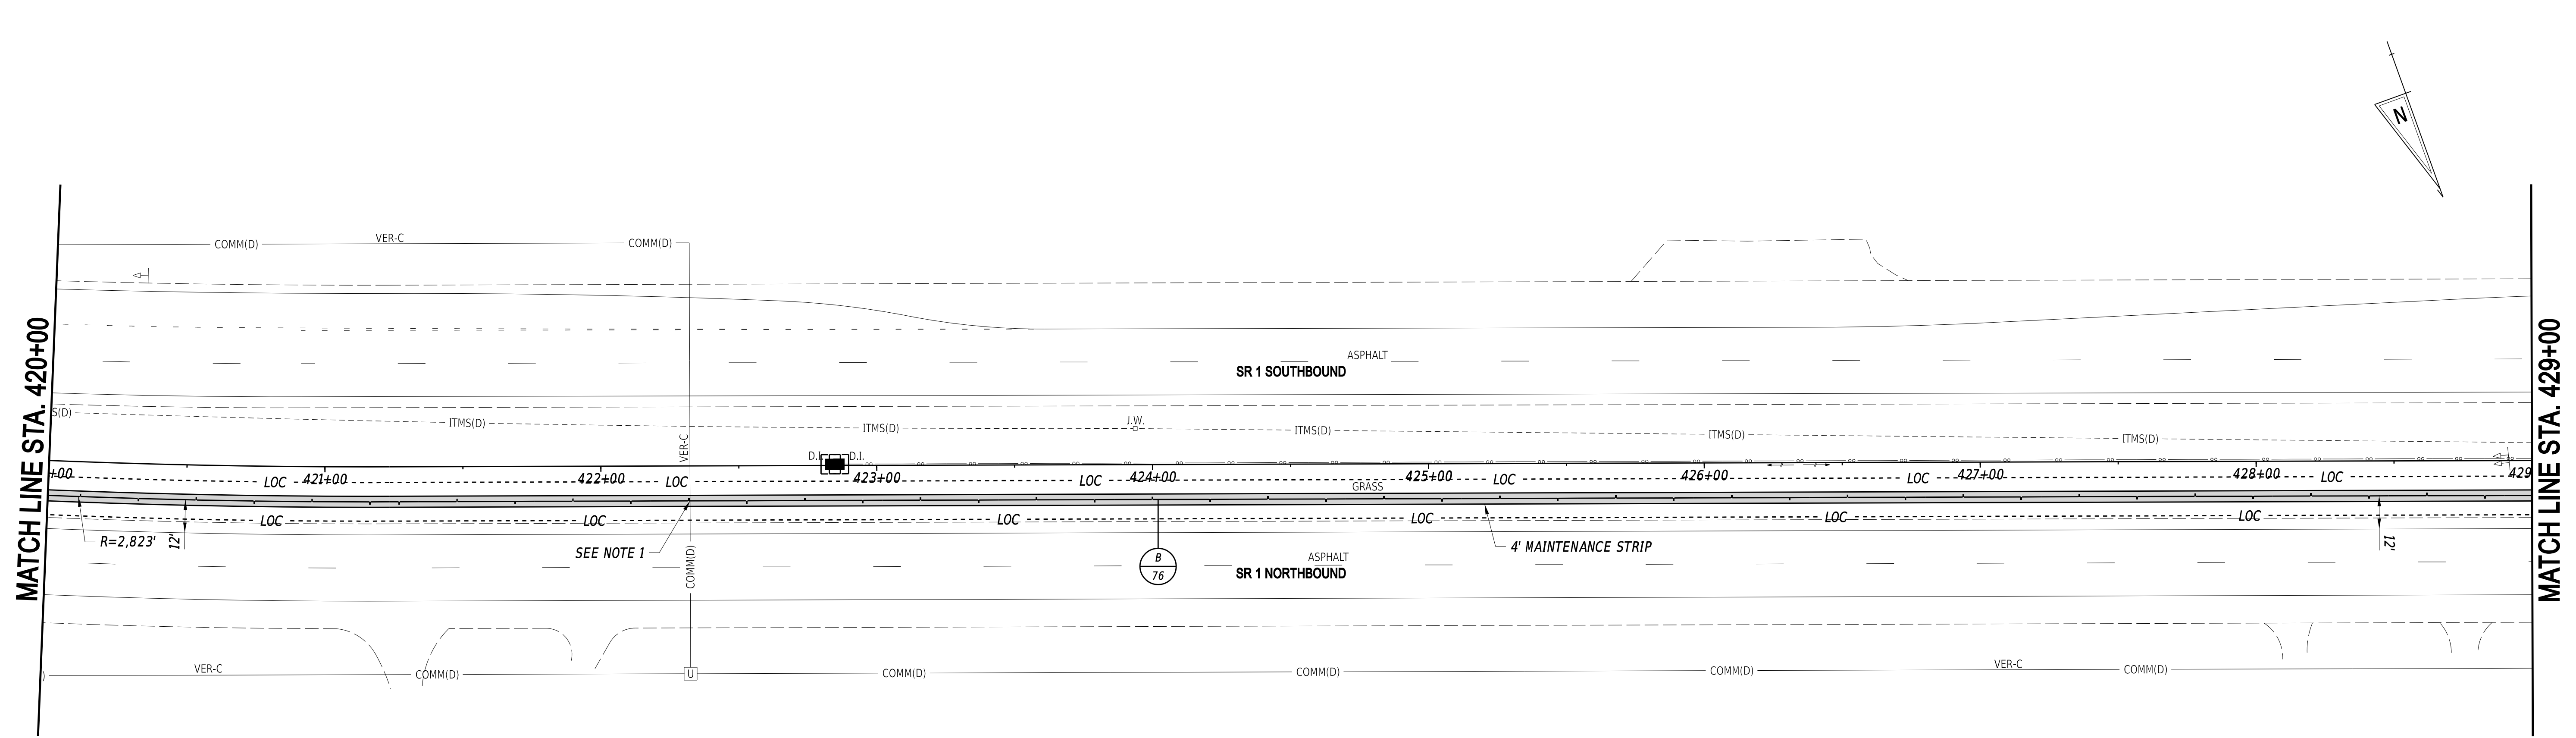 N
VER-C
COMM(D)
COMM(D)
MATCH LINE STA. 420+00
MATCH LINE STA. 429+00
ASPHALT
SR 1 SOUTHBOUND
S(D)
ITMS(D)
ITMS(D)
J.W.
ITMS(D)
ITMS(D)
ITMS(D)
VER-C
D.I.
D.I.
+00
LOC
421+00
422+00
LOC
423+00
LOC
424+00
425+00
LOC
426+00
LOC
427+00
428+00
LOC
429
GRASS
LOC
LOC
LOC
LOC
LOC
LOC
R=2,823'
12'
SEE NOTE 1
COMM(D)
B
76
4' MAINTENANCE STRIP
12'
ASPHALT
SR 1 NORTHBOUND
)
VER-C
COMM(D)
U
COMM(D)
COMM(D)
COMM(D)
VER-C
COMM(D)